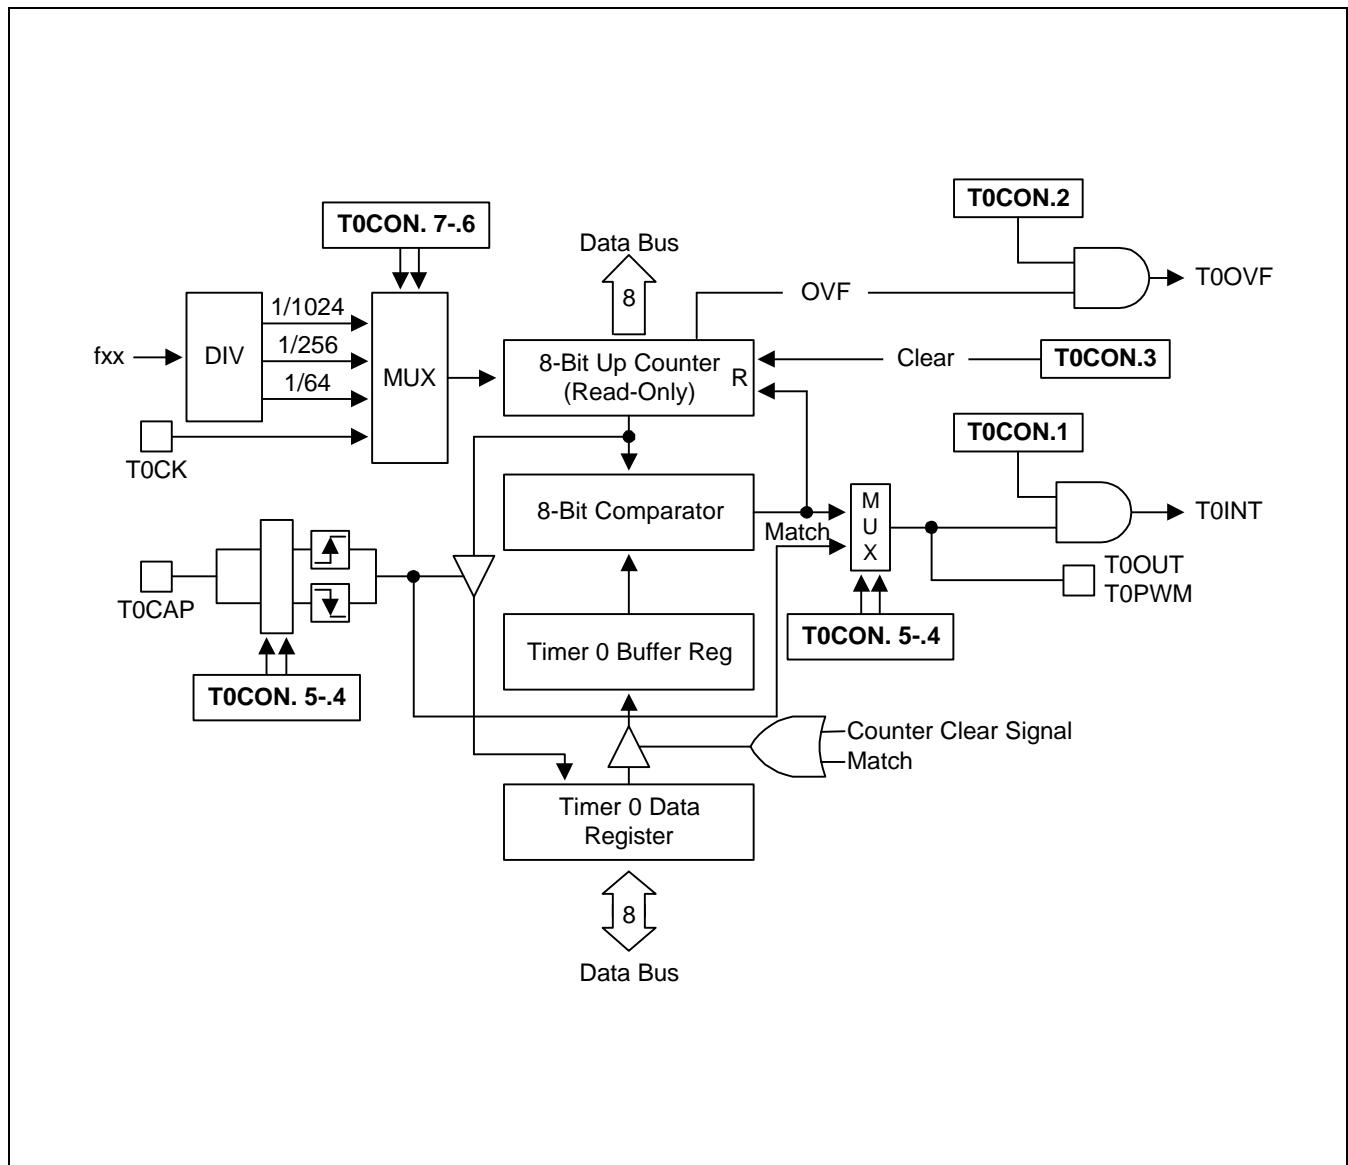 T0CON.2
T0CON. 7-.6
Data Bus
8
OVF
T0OVF
1/1024
fxx
DIV
1/256
1/64
MUX
8-Bit Up Counter
(Read-Only)
R
Clear
T0CON.3
T0CK
T0CON.1
8-Bit Comparator
Match
M
U
X
T0INT
T0OUT
T0PWM
T0CAP
T0CON. 5-.4
Timer 0 Buffer Reg
T0CON. 5-.4
Counter Clear Signal
Match
Timer 0 Data
Register
8
Data Bus